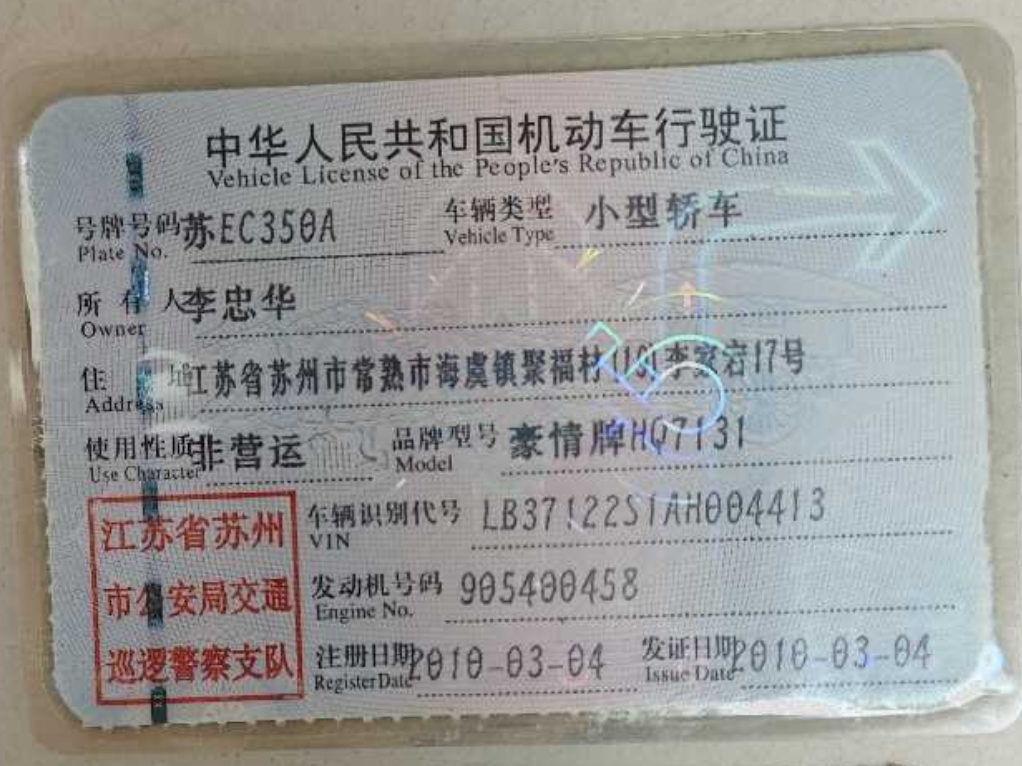 中华人民共和国机动车行驶证
Vehicle License of the People's Republic of China
号牌号码 苏EC350A 车辆类型 小型轿车
Plate No. Vehicle Type
所有人 李忠华
Owner
住址 江苏省苏州市常熟市海虞镇聚福村(10)李家宕17号
Address
使用性质 非营运 品牌型号 豪情牌HQ7131
Use Character Model
江苏省苏州 车辆识别代号 LB37122S1AH004413
VIN
市公安局交通 发动机号码 905400458
Engine No.
巡逻警察支队 注册日期 2010-03-04 发证日期 2010-03-04
Register Date Issue Date